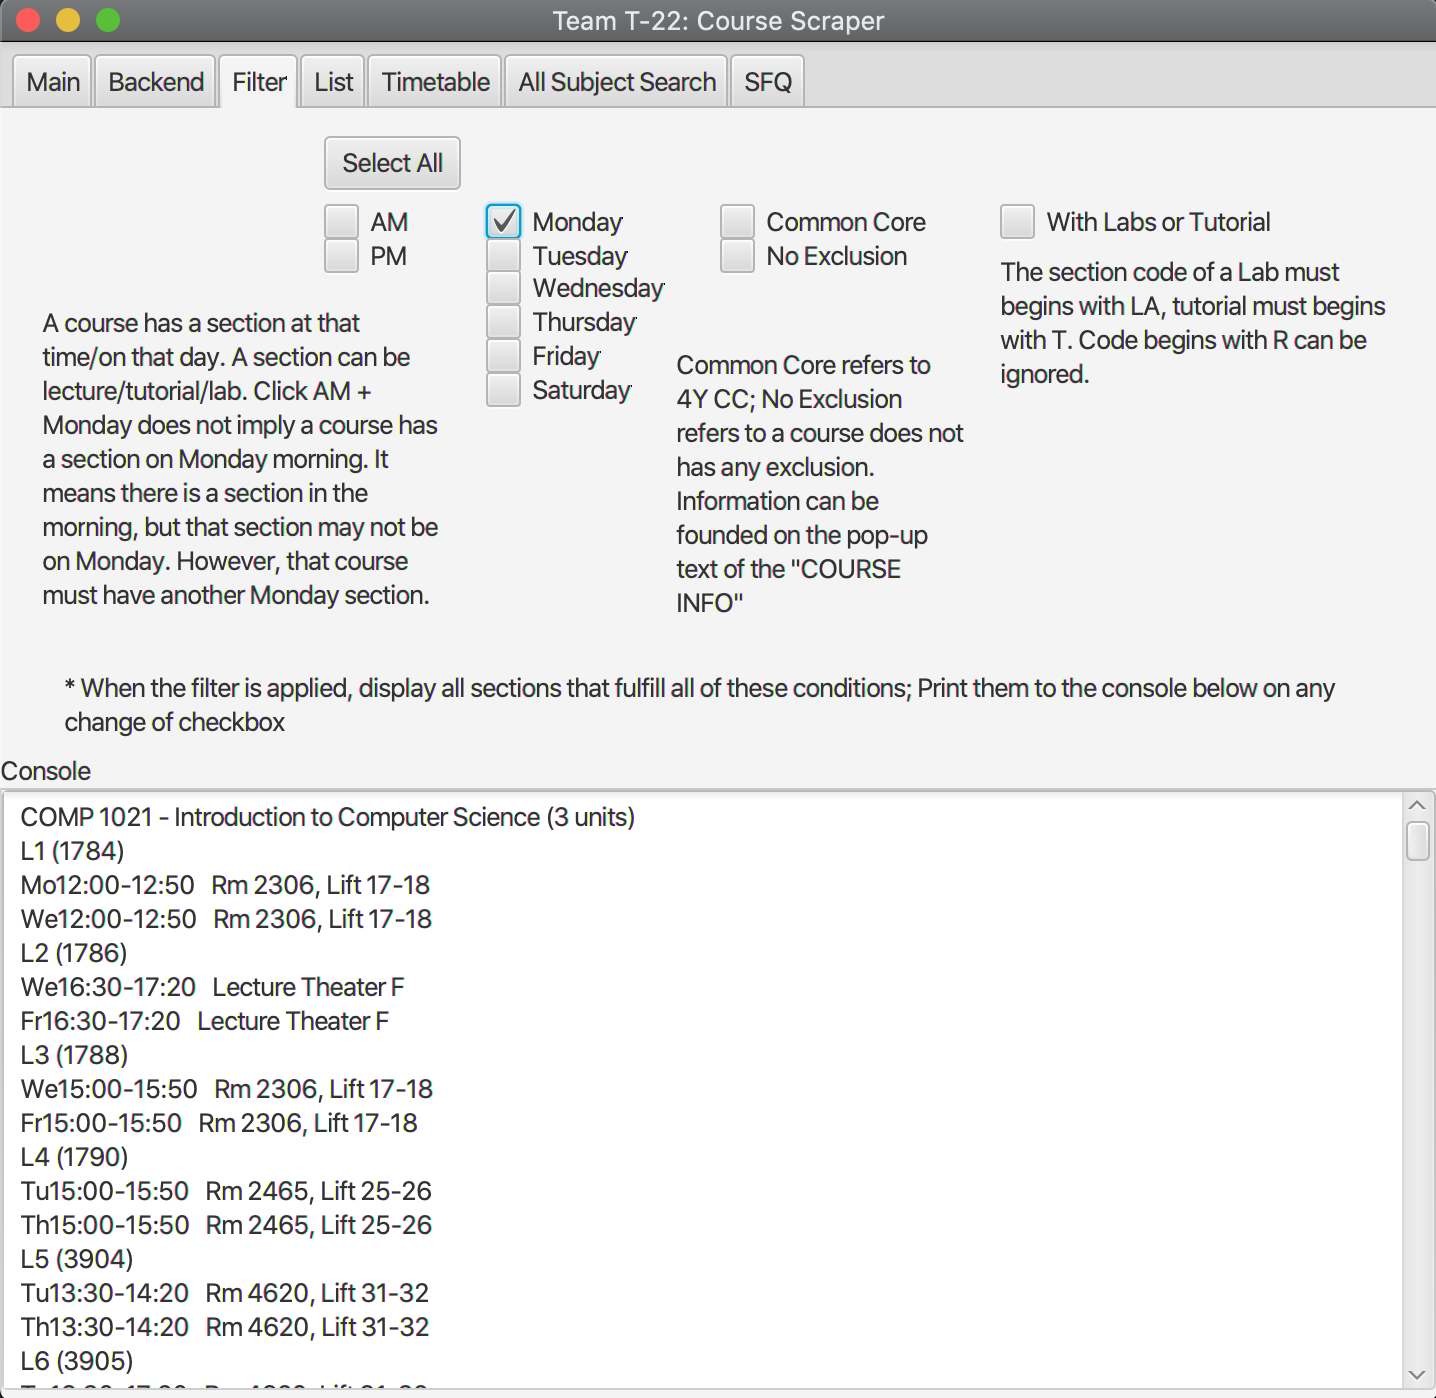 Team T-22: Course Scraper
Main
Backend
Filter
List
Timetable
All Subject Search
SFQ
Select All
AM
PM
Monday
Tuesday
Wednesday
Thursday
Friday
Saturday
Common Core
No Exclusion
With Labs or Tutorial
A course has a section at that
time/on that day. A section can be
lecture/tutorial/lab. Click AM +
Monday does not imply a course has
a section on Monday morning. It
means there is a section in the
morning, but that section may not be
on Monday. However, that course
must have another Monday section.
Common Core refers to
4Y CC; No Exclusion
refers to a course does not
has any exclusion.
Information can be
founded on the pop-up
text of the "COURSE
INFO"
The section code of a Lab must
begins with LA, tutorial must begins
with T. Code begins with R can be
ignored.
* When the filter is applied, display all sections that fulfill all of these conditions; Print them to the console below on any
change of checkbox
Console
COMP 1021 - Introduction to Computer Science (3 units)
L1 (1784)
Mo12:00-12:50 Rm 2306, Lift 17-18
We12:00-12:50 Rm 2306, Lift 17-18
L2 (1786)
We16:30-17:20 Lecture Theater F
Fr16:30-17:20 Lecture Theater F
L3 (1788)
We15:00-15:50 Rm 2306, Lift 17-18
Fr15:00-15:50 Rm 2306, Lift 17-18
L4 (1790)
Tu15:00-15:50 Rm 2465, Lift 25-26
Th15:00-15:50 Rm 2465, Lift 25-26
L5 (3904)
Tu13:30-14:20 Rm 4620, Lift 31-32
Th13:30-14:20 Rm 4620, Lift 31-32
L6 (3905)